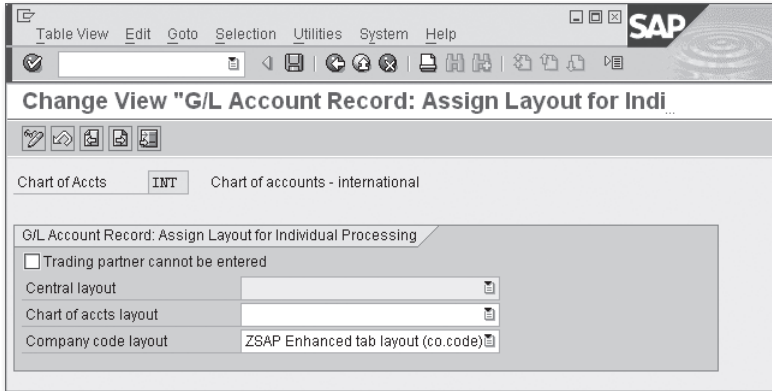 Table View Edit Goto Selection Utilities System Help
SAP
Change View "G/L Account Record: Assign Layout for Indi...
Chart of Accts INT Chart of accounts - international
G/L Account Record: Assign Layout for Individual Processing
Trading partner cannot be entered
Central layout
Chart of accts layout
Company code layout ZSAP Enhanced tab layout (co.code)